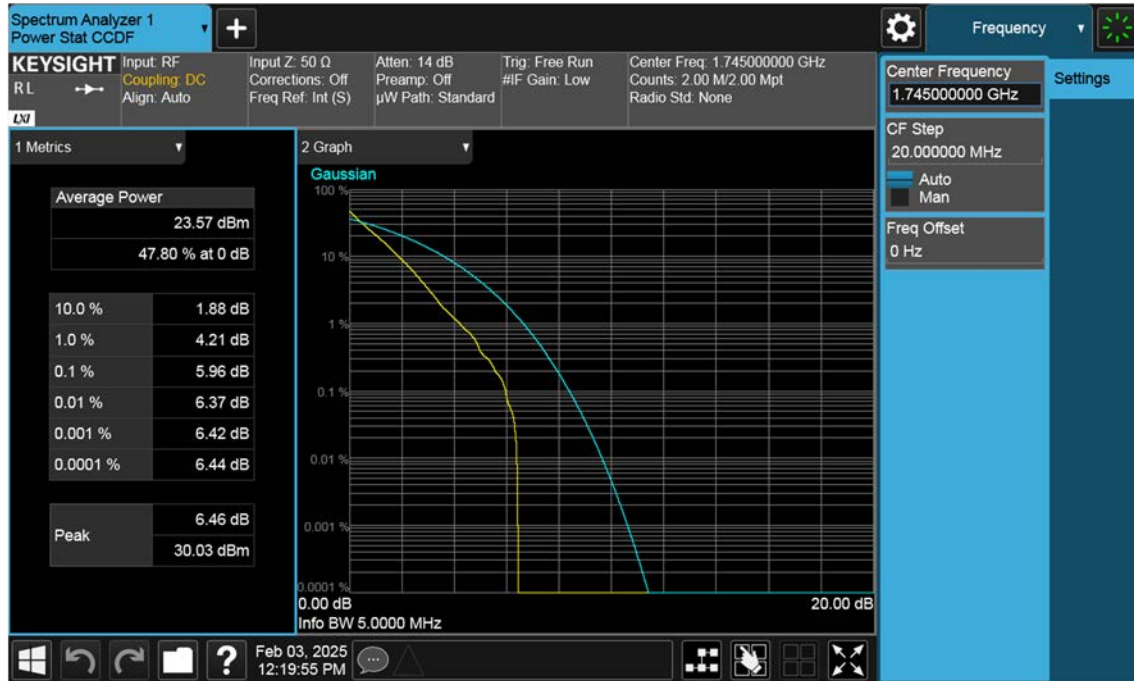 Spectrum Analyzer 1
Power Stat CCDF
Frequency
KEYSIGHT
R L
LXI
Input: RF
Coupling: DC
Align: Auto
Input Z: 50 Ω
Corrections: Off
Freq Ref: Int (S)
Atten: 14 dB
Preamp: Off
µW Path: Standard
Trig: Free Run
#IF Gain: Low
Center Freq: 1.745000000 GHz
Counts: 2.00 M/2.00 Mpt
Radio Std: None
Center Frequency
1.745000000 GHz
Settings
CF Step
20.000000 MHz
Auto
Man
Freq Offset
0 Hz
1 Metrics
Average Power
23.57 dBm
47.80 % at 0 dB
10.0 % 1.88 dB
1.0 % 4.21 dB
0.1 % 5.96 dB
0.01 % 6.37 dB
0.001 % 6.42 dB
0.0001 % 6.44 dB
Peak 6.46 dB
30.03 dBm
2 Graph
Gaussian
100 %
10 %
1 %
0.1 %
0.01 %
0.001 %
0.0001 %
0.00 dB 20.00 dB
Info BW 5.0000 MHz
?
Feb 03, 2025
12:19:55 PM